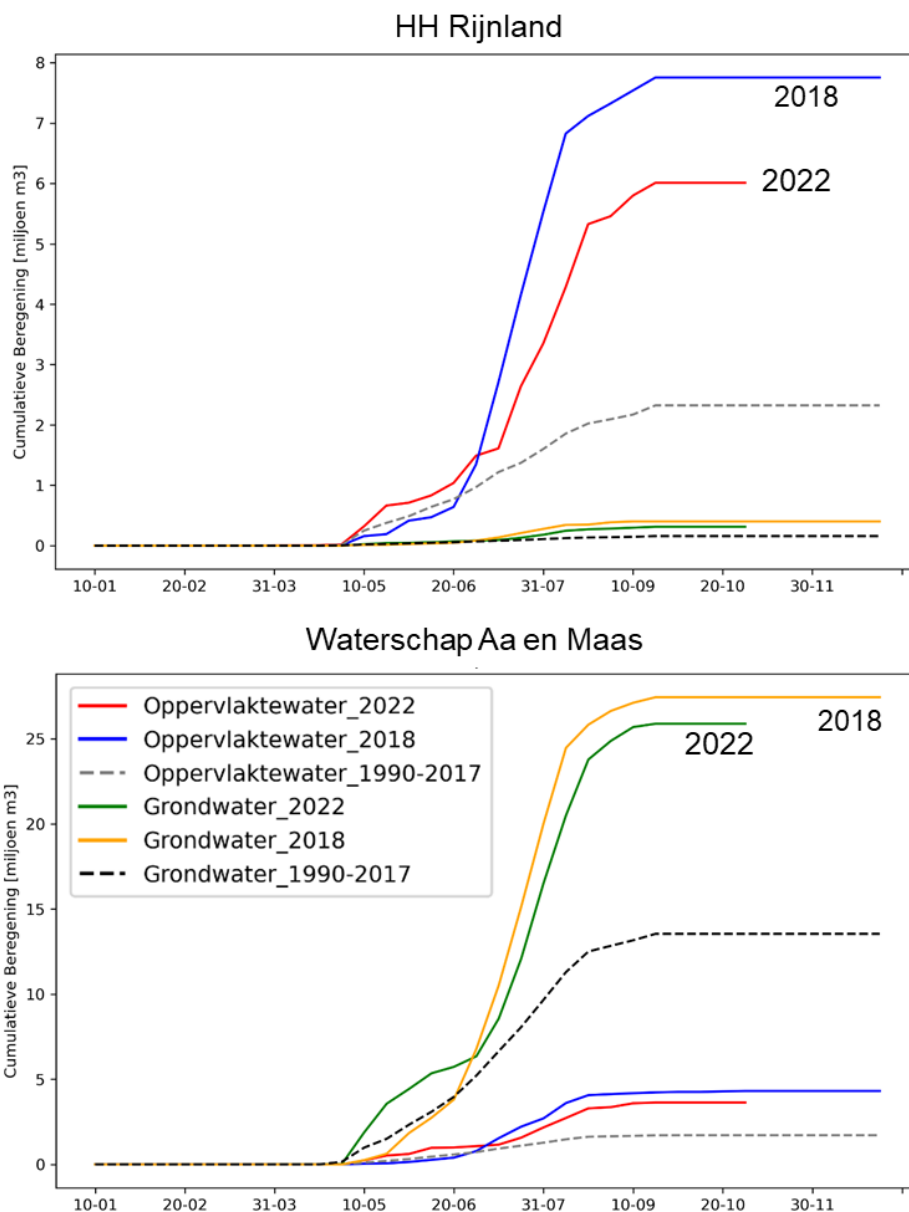 HH Rijnland
Cumulatieve Beregening [miljoen m3]
8
7
6
5
4
3
2
1
0
2018
2022
10-01 20-02 31-03 10-05 20-06 31-07 10-09 20-10 30-11
Waterschap Aa en Maas
Cumulatieve Beregening [miljoen m3]
25
20
15
10
5
0
Oppervlaktewater_2022
Oppervlaktewater_2018
Oppervlaktewater_1990-2017
Grondwater_2022
Grondwater_2018
Grondwater_1990-2017
2018
2022
10-01 20-02 31-03 10-05 20-06 31-07 10-09 20-10 30-11